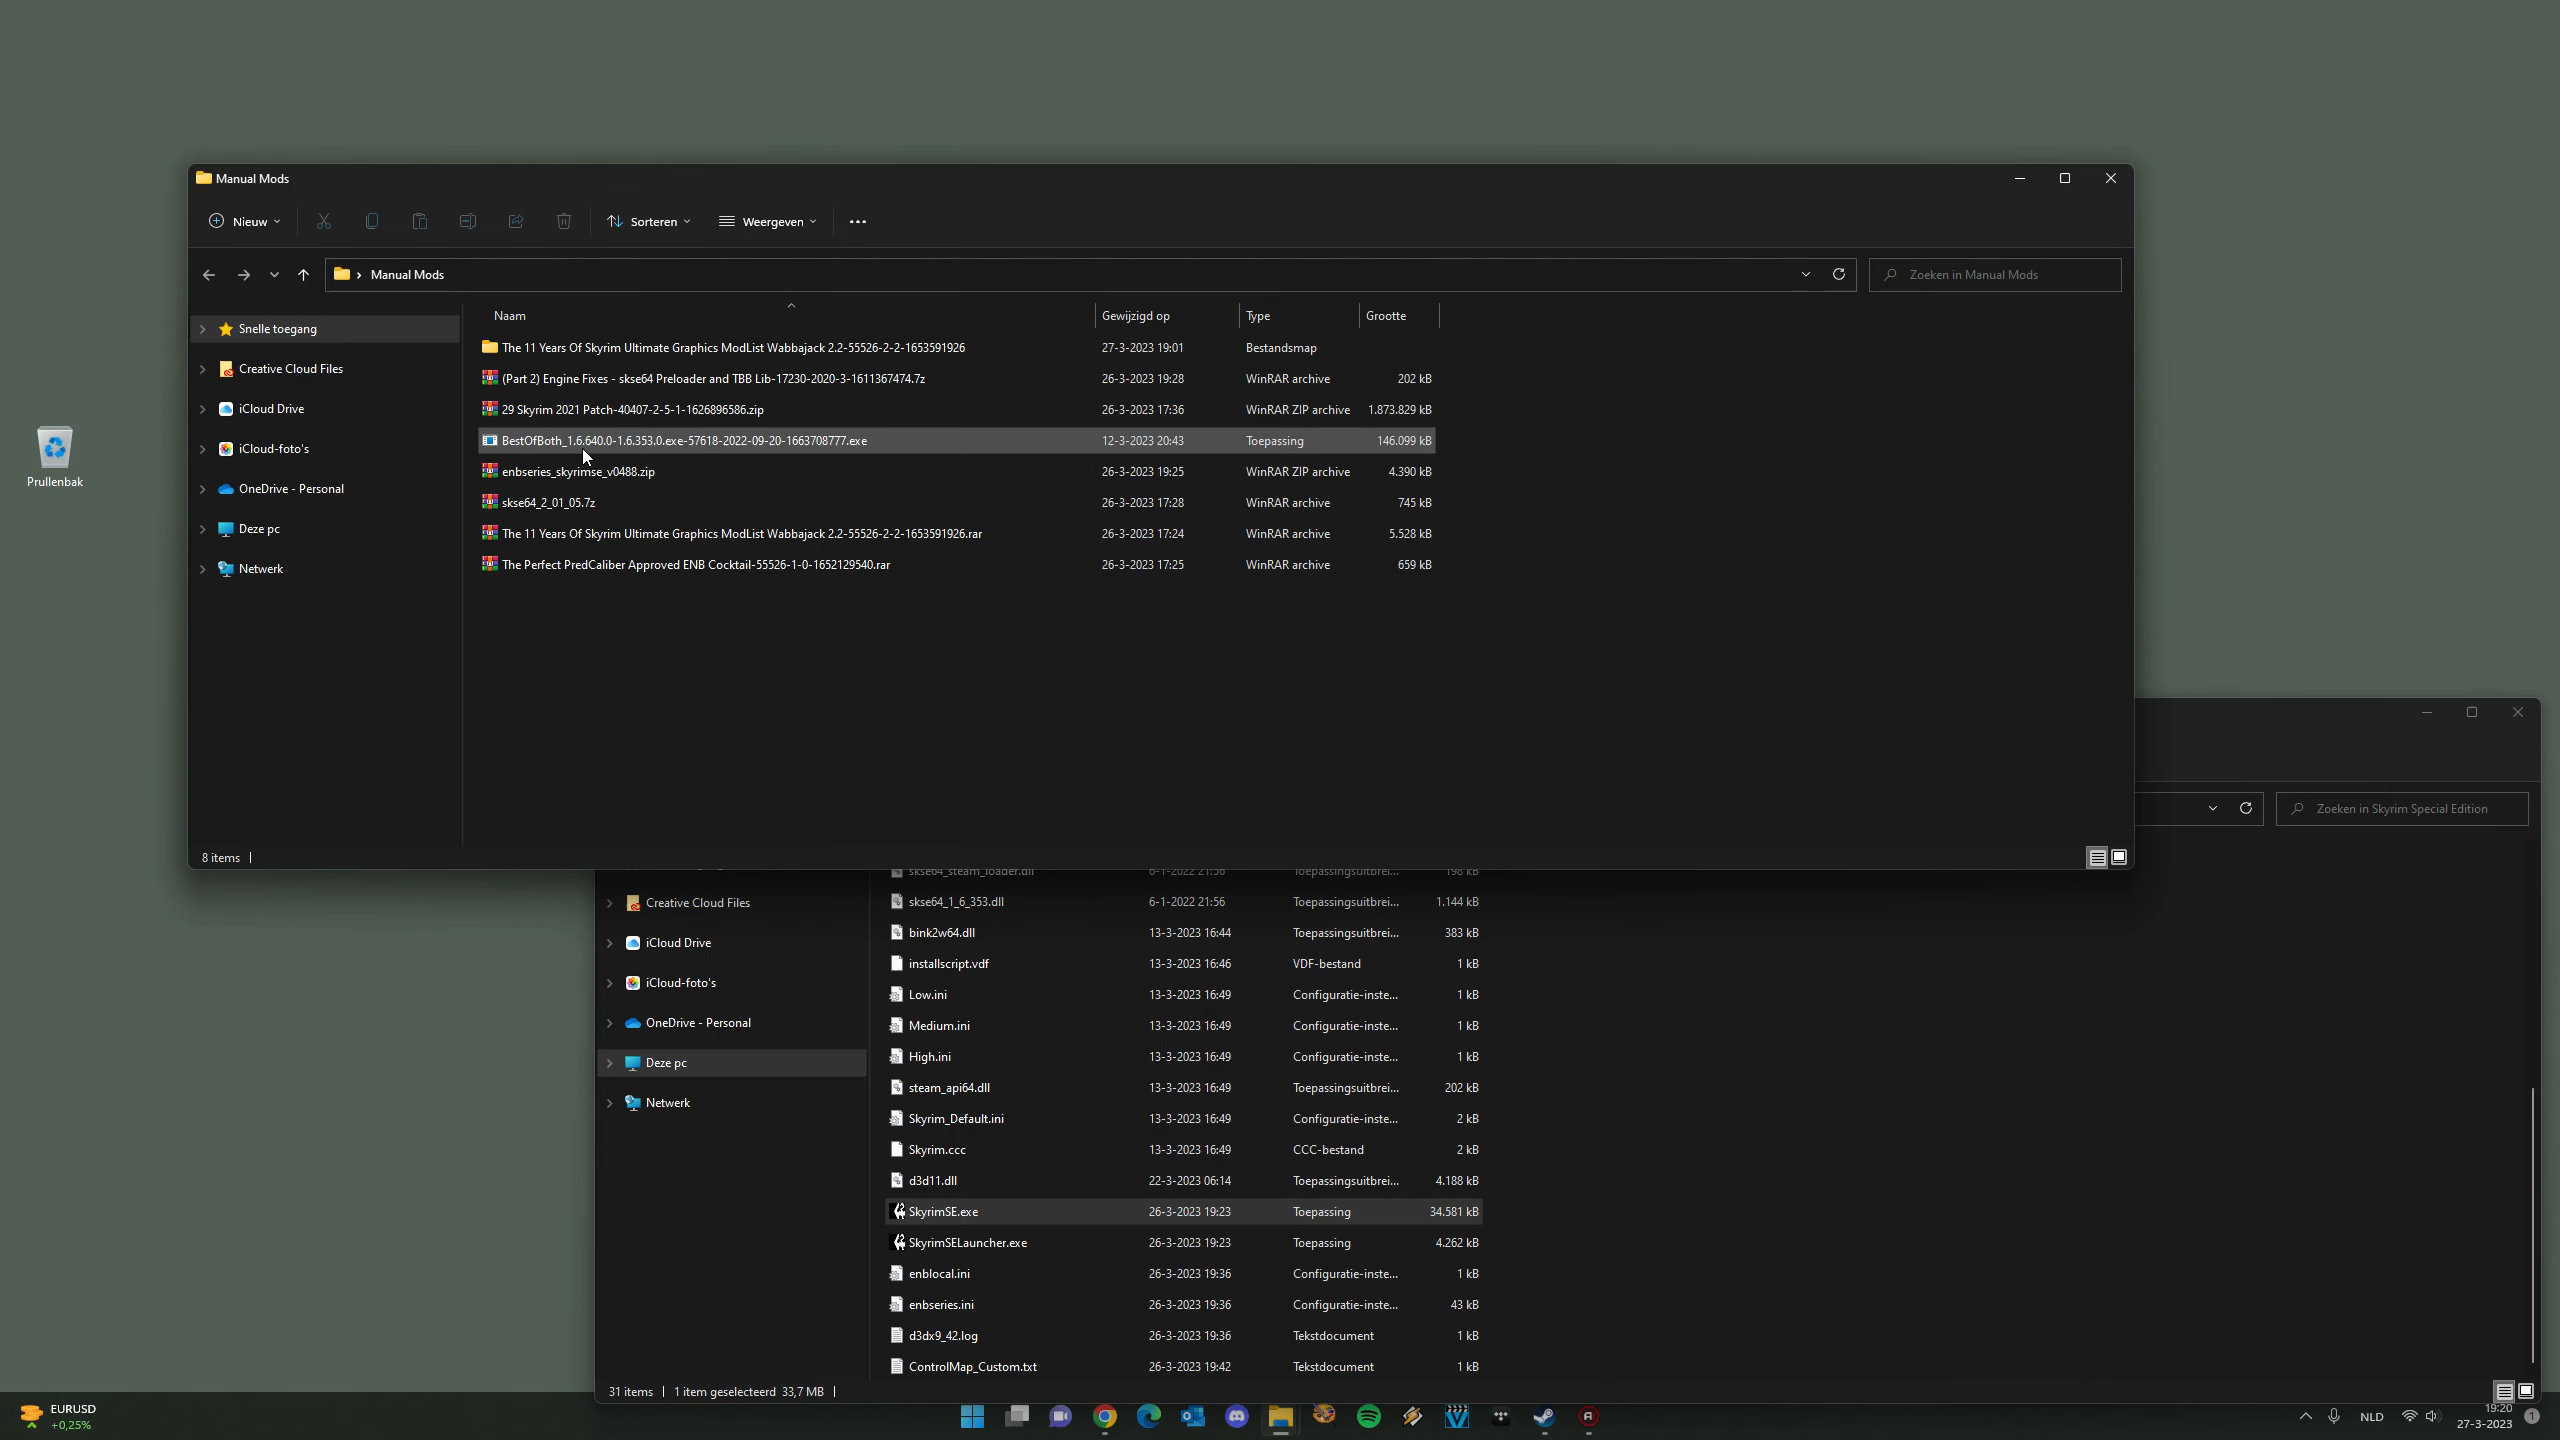 Prullenbak
Manual Mods
Nieuw
Sorteren
Weergeven
Manual Mods
Zoeken in Manual Mods
Snelle toegang
Creative Cloud Files
iCloud Drive
iCloud-foto's
OneDrive - Personal
Deze pc
Netwerk
Naam Gewijzigd op Type Grootte
The 11 Years Of Skyrim Ultimate Graphics ModList Wabbajack 2.2-55526-2-2-1653591926 27-3-2023 19:01 Bestandsmap
(Part 2) Engine Fixes - skse64 Preloader and TBB Lib-17230-2020-3-1611367474.7z 26-3-2023 19:28 WinRAR archive 202 kB
29 Skyrim 2021 Patch-40407-2-5-1-1626896586.zip 26-3-2023 17:36 WinRAR ZIP archive 1.873.829 kB
BestOfBoth_1.6.640.0-1.6.353.0.exe-57618-2022-09-20-1663708777.exe 12-3-2023 20:43 Toepassing 146.099 kB
enbseries_skyrimse_v0488.zip 26-3-2023 19:25 WinRAR ZIP archive 4.390 kB
skse64_2_01_05.7z 26-3-2023 17:28 WinRAR archive 745 kB
The 11 Years Of Skyrim Ultimate Graphics ModList Wabbajack 2.2-55526-2-2-1653591926.rar 26-3-2023 17:24 WinRAR archive 5.528 kB
The Perfect PredCaliber Approved ENB Cocktail-55526-1-0-1652129540.rar 26-3-2023 17:25 WinRAR archive 659 kB
8 items
Zoeken in Skyrim Special Edition
Creative Cloud Files
iCloud Drive
iCloud-foto's
OneDrive - Personal
Deze pc
Netwerk
skse64_steam_loader.dll 6-1-2022 21:56 Toepassingsuitbrei... 198 kB
skse64_1_6_353.dll 6-1-2022 21:56 Toepassingsuitbrei... 1.144 kB
bink2w64.dll 13-3-2023 16:44 Toepassingsuitbrei... 383 kB
installscript.vdf 13-3-2023 16:46 VDF-bestand 1 kB
Low.ini 13-3-2023 16:49 Configuratie-inste... 1 kB
Medium.ini 13-3-2023 16:49 Configuratie-inste... 1 kB
High.ini 13-3-2023 16:49 Configuratie-inste... 1 kB
steam_api64.dll 13-3-2023 16:49 Toepassingsuitbrei... 202 kB
Skyrim_Default.ini 13-3-2023 16:49 Configuratie-inste... 2 kB
Skyrim.ccc 13-3-2023 16:49 CCC-bestand 2 kB
d3d11.dll 22-3-2023 06:14 Toepassingsuitbrei... 4.188 kB
SkyrimSE.exe 26-3-2023 19:23 Toepassing 34.581 kB
SkyrimSELauncher.exe 26-3-2023 19:23 Toepassing 4.262 kB
enblocal.ini 26-3-2023 19:36 Configuratie-inste... 1 kB
enbseries.ini 26-3-2023 19:36 Configuratie-inste... 43 kB
d3dx9_42.log 26-3-2023 19:36 Tekstdocument 1 kB
ControlMap_Custom.txt 26-3-2023 19:42 Tekstdocument 1 kB
31 items 1 item geselecteerd 33,7 MB
EURUSD
+0,25%
NLD
19:20
27-3-2023
1